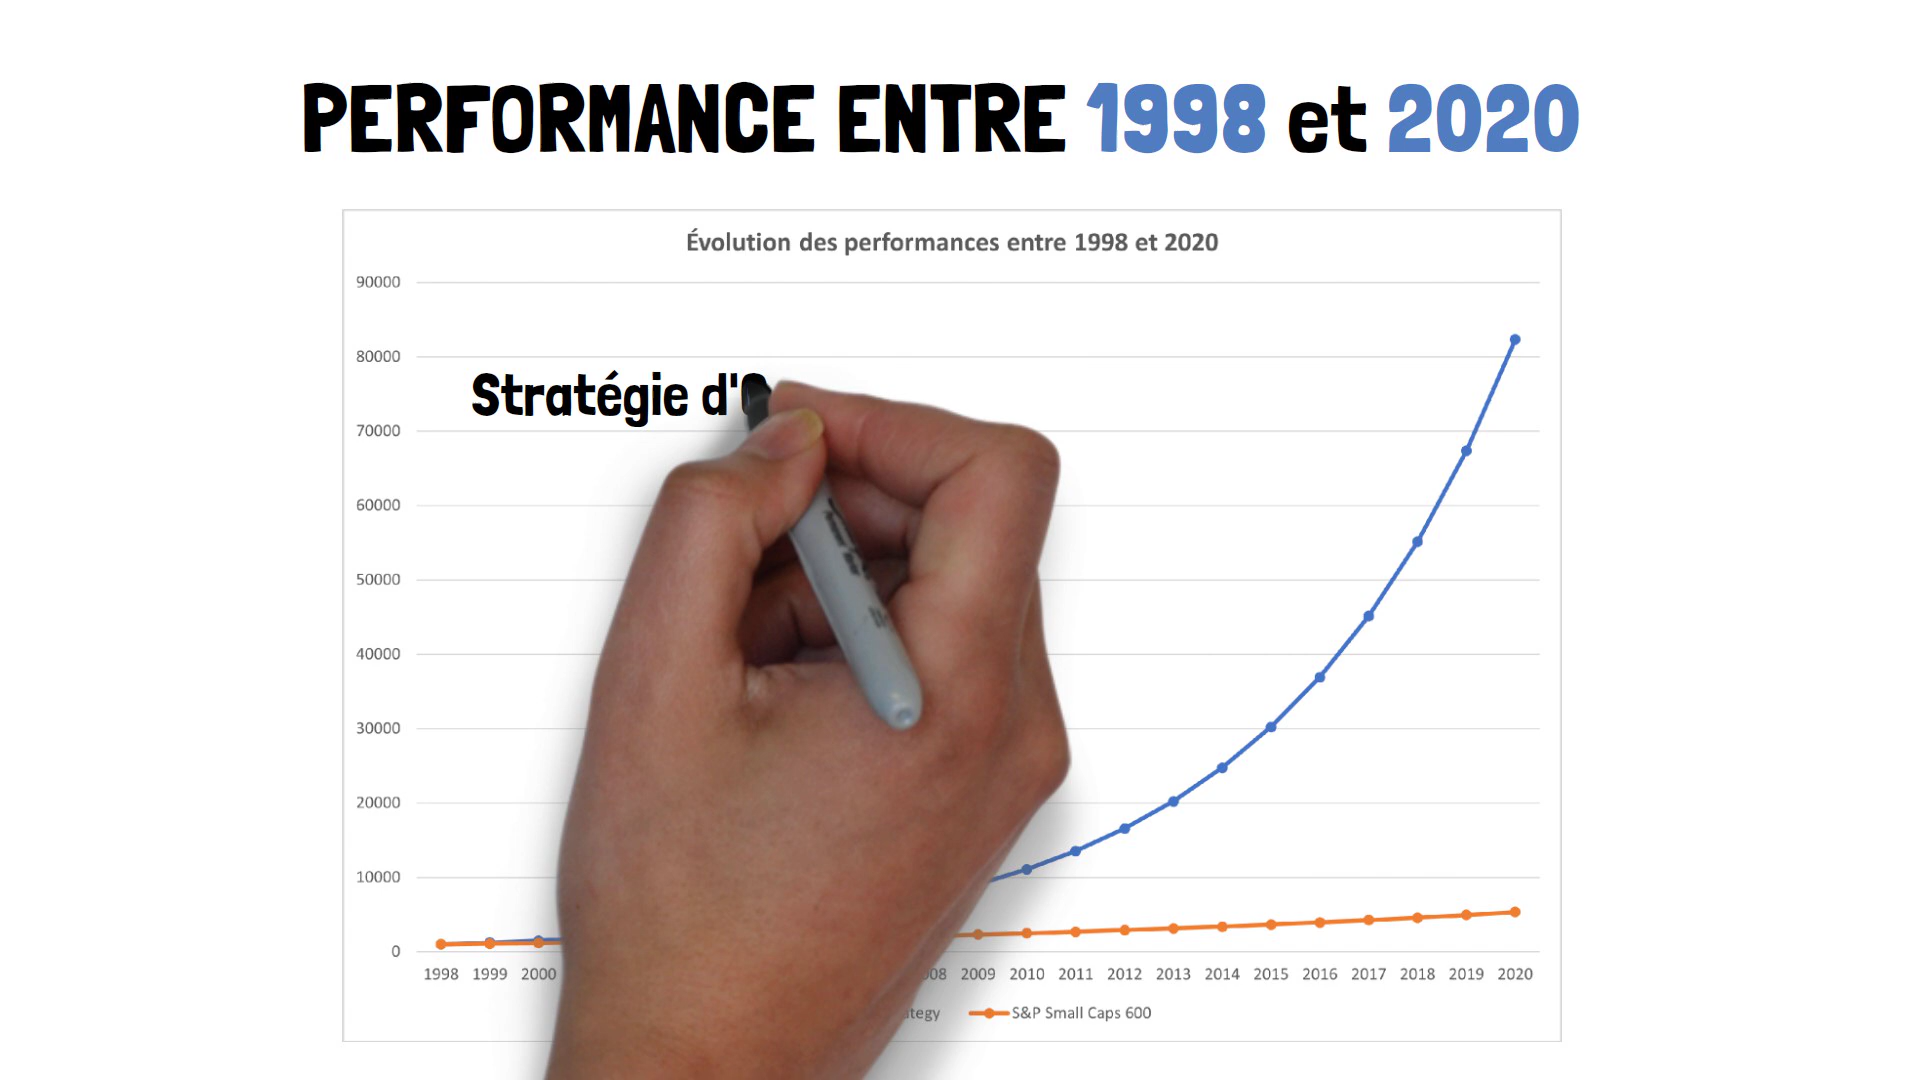 PERFORMANCE ENTRE 1998 et 2020
Évolution des performances entre 1998 et 2020
90000
80000
Stratégie d'
70000
60000
50000
40000
30000
20000
10000
0
1998 1999 2000 2009 2010 2011 2012 2013 2014 2015 2016 2017 2018 2019 2020
S&P Small Caps 600